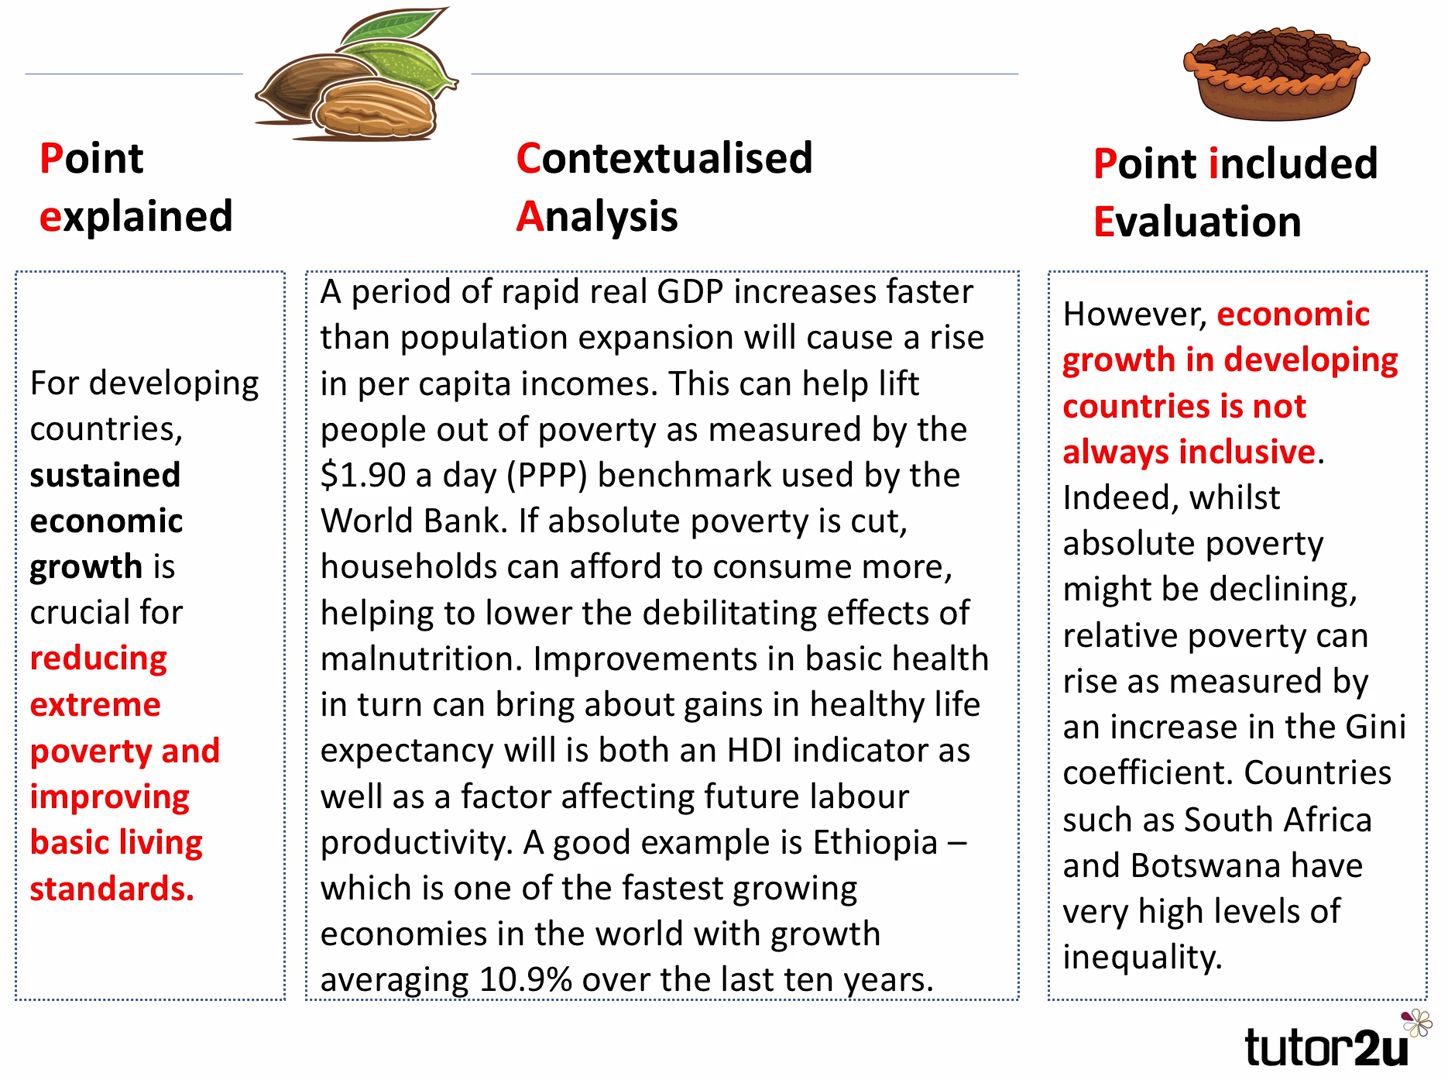 Point
explained
Contextualised
Analysis
Point included
Evaluation
For developing
countries,
sustained
economic
growth is
crucial for
reducing
extreme
poverty and
improving
basic living
standards.
A period of rapid real GDP increases faster
than population expansion will cause a rise
in per capita incomes. This can help lift
people out of poverty as measured by the
$1.90 a day (PPP) benchmark used by the
World Bank. If absolute poverty is cut,
households can afford to consume more,
helping to lower the debilitating effects of
malnutrition. Improvements in basic health
in turn can bring about gains in healthy life
expectancy will is both an HDI indicator as
well as a factor affecting future labour
productivity. A good example is Ethiopia –
which is one of the fastest growing
economies in the world with growth
averaging 10.9% over the last ten years.
However, economic
growth in developing
countries is not
always inclusive.
Indeed, whilst
absolute poverty
might be declining,
relative poverty can
rise as measured by
an increase in the Gini
coefficient. Countries
such as South Africa
and Botswana have
very high levels of
inequality.
tutor2u